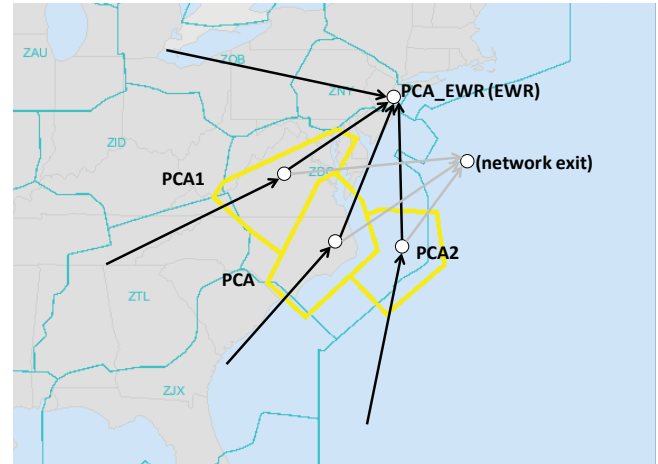 ZAU
ZOB
PCA_EWR (EWR)
ZNY
ZID
PCA1
ZDC
(network exit)
PCA
PCA2
ZTL
ZJX